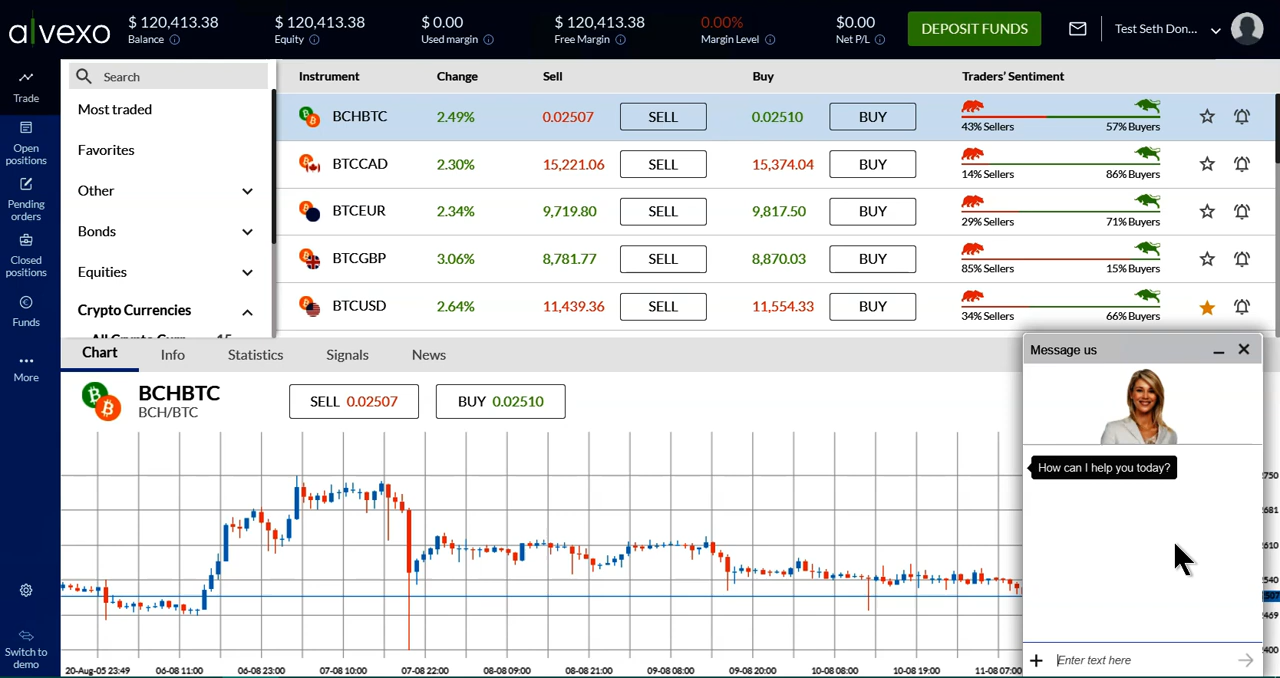 alvexo
$ 120,413.38
Balance
$ 120,413.38
Equity
$ 0.00
Used margin
$ 120,413.38
Free Margin
0.00%
Margin Level
$0.00
Net P/L
DEPOSIT FUNDS
Test Seth Don...
Trade
Open
positions
Pending
orders
Closed
positions
Funds
More
Switch to
demo
Search
Most traded
Favorites
Other
Bonds
Equities
Crypto Currencies
Instrument Change Sell Buy Traders' Sentiment
BCHBTC 2.49% 0.02507 SELL 0.02510 BUY
43% Sellers 57% Buyers
BTCCAD 2.30% 15,221.06 SELL 15,374.04 BUY
14% Sellers 86% Buyers
BTCEUR 2.34% 9,719.80 SELL 9,817.50 BUY
29% Sellers 71% Buyers
BTCGBP 3.06% 8,781.77 SELL 8,870.03 BUY
85% Sellers 15% Buyers
BTCUSD 2.64% 11,439.36 SELL 11,554.33 BUY
34% Sellers 66% Buyers
Chart Info Statistics Signals News
BCHBTC
BCH/BTC
SELL 0.02507
BUY 0.02510
20-Aug-05 23:49 06-08 11:00 06-08 23:00 07-08 10:00 07-08 22:00 08-08 09:00 08-08 21:00 09-08 08:00 09-08 20:00 10-08 08:00 10-08 19:00 11-08 07:00
Message us
How can I help you today?
Enter text here